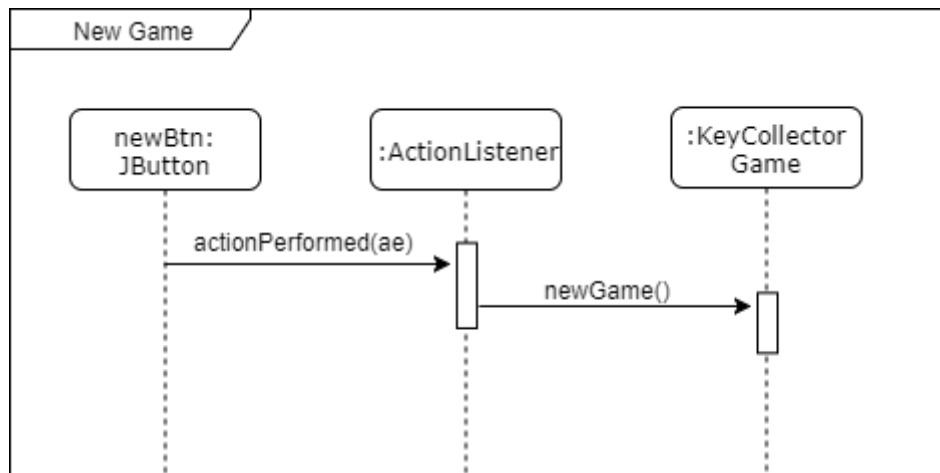 New Game
newBtn:
JButton
:ActionListener
:KeyCollector
Game
actionPerformed(ae)
newGame()